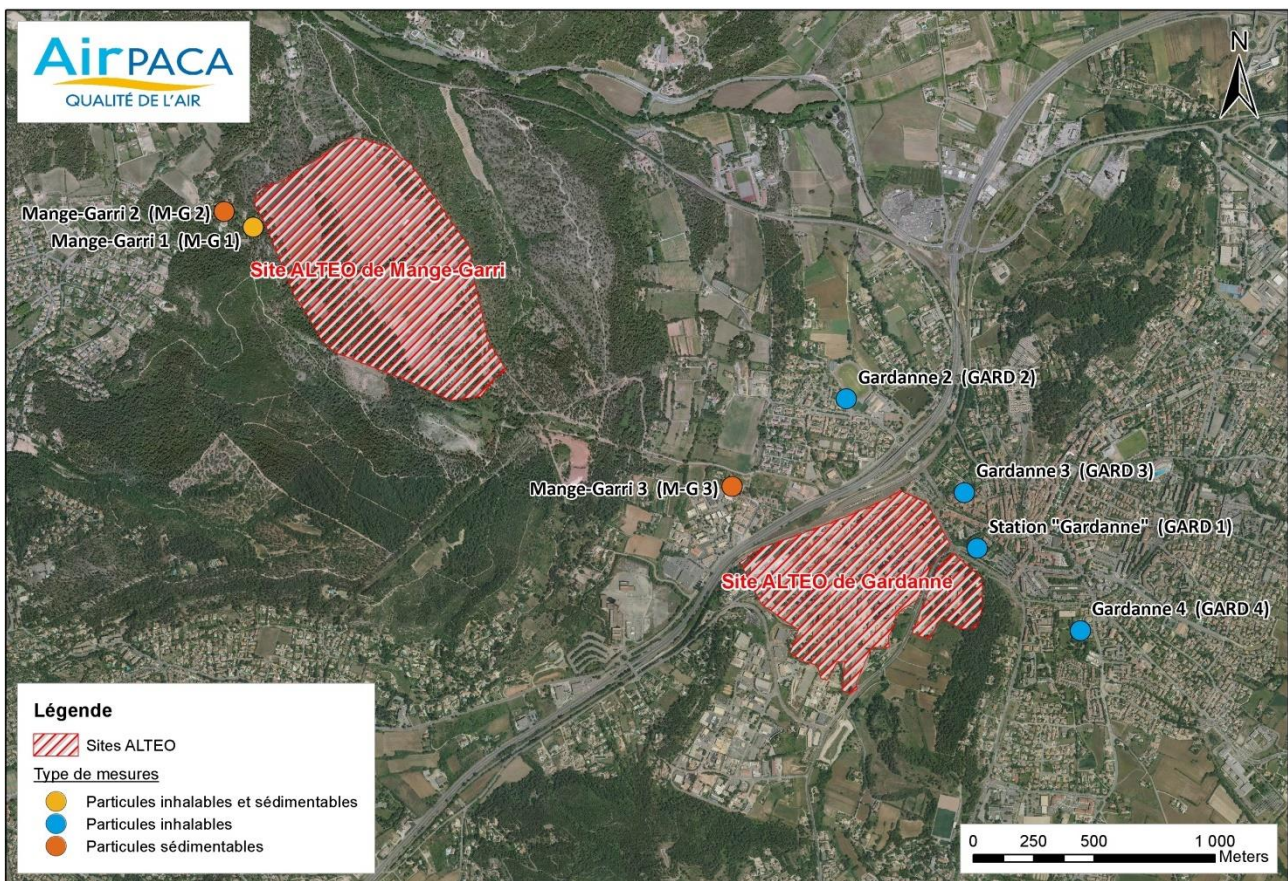 AirPACA
QUALITÉ DE L'AIR
N
Mange-Garri 2 (M-G 2)
Mange-Garri 1 (M-G 1)
Site ALTEO de Mange-Garri
Gardanne 2 (GARD 2)
Gardanne 3 (GARD 3)
Mange-Garri 3 (M-G 3)
Station "Gardanne" (GARD 1)
Site ALTEO de Gardanne
Gardanne 4 (GARD 4)
Légende
Sites ALTEO
Type de mesures
Particules inhalables et sédimentables
Particules inhalables
Particules sédimentables
0 250 500 1 000
Meters